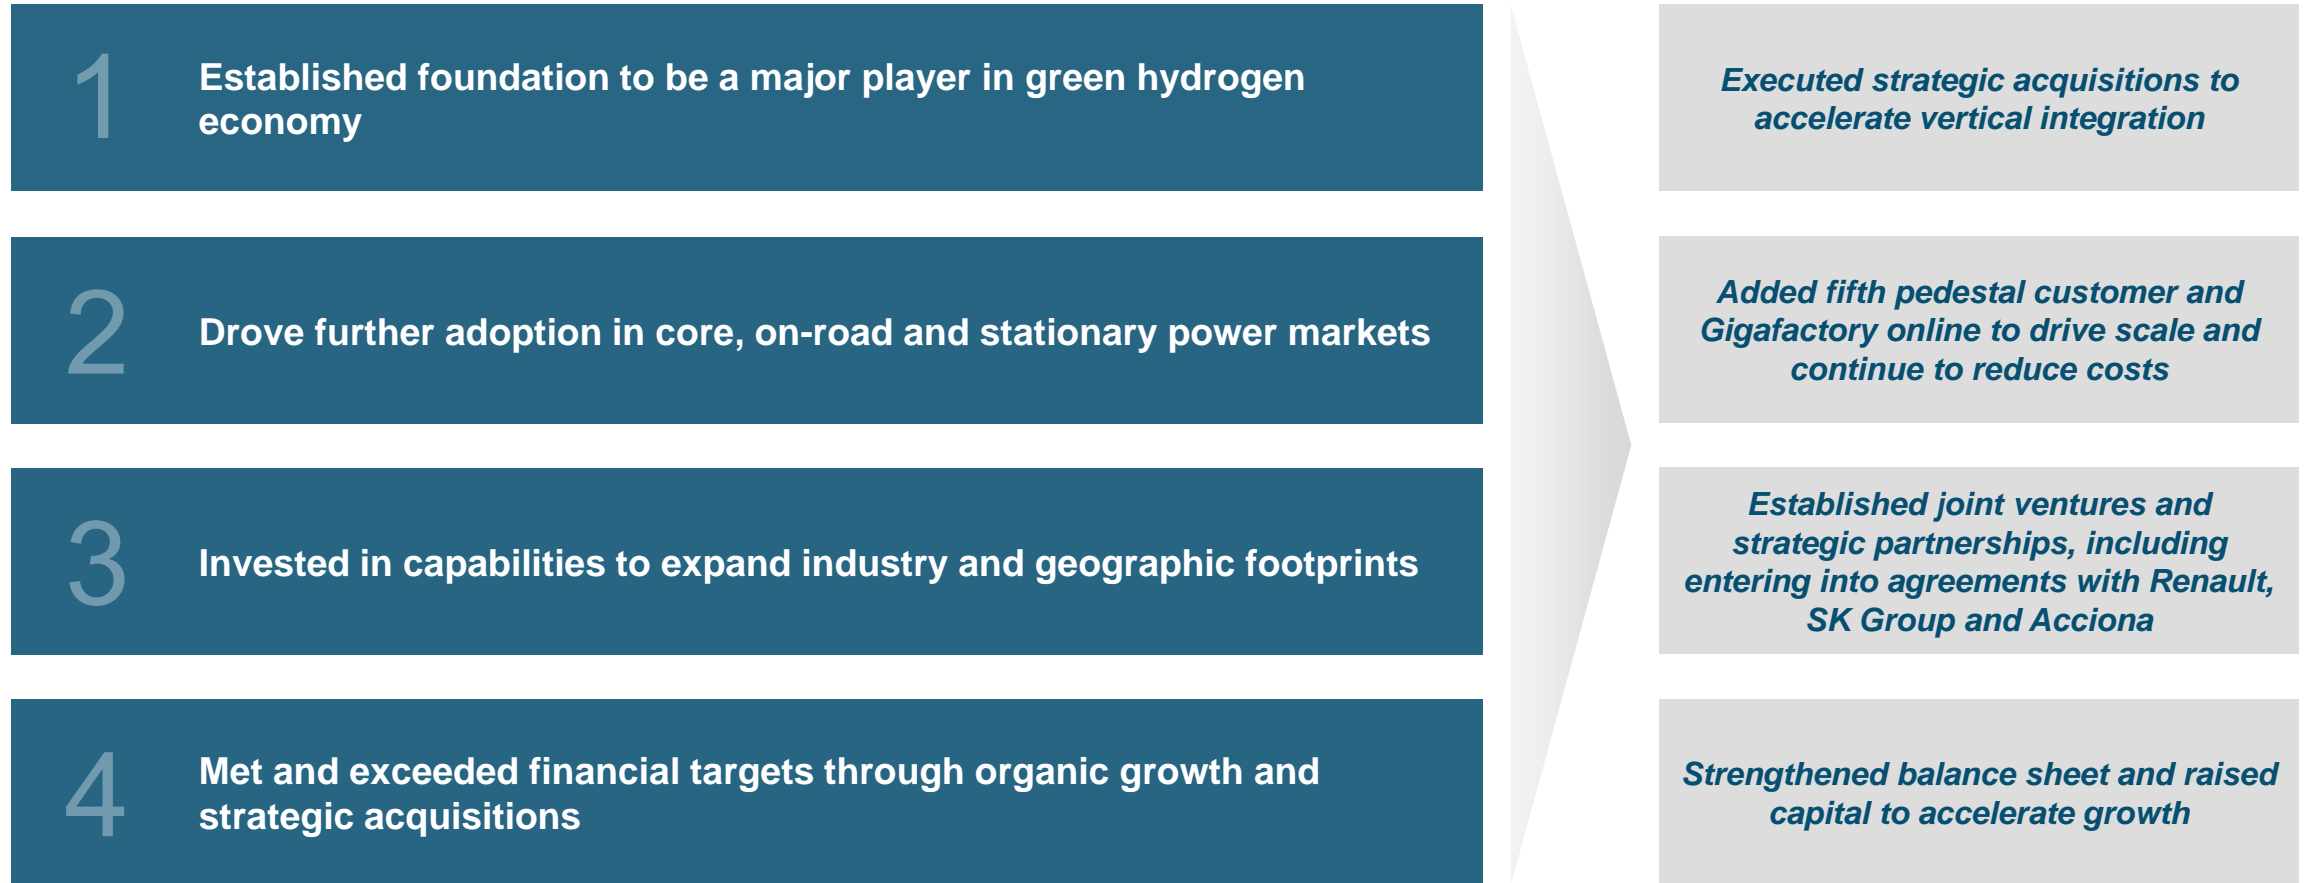 1
Established foundation to be a major player in green hydrogen
economy
Executed strategic acquisitions to
accelerate vertical integration
2
Drove further adoption in core, on-road and stationary power markets
Added fifth pedestal customer and
Gigafactory online to drive scale and
continue to reduce costs
3
Invested in capabilities to expand industry and geographic footprints
Established joint ventures and
strategic partnerships, including
entering into agreements with Renault,
SK Group and Acciona
4
Met and exceeded financial targets through organic growth and
strategic acquisitions
Strengthened balance sheet and raised
capital to accelerate growth